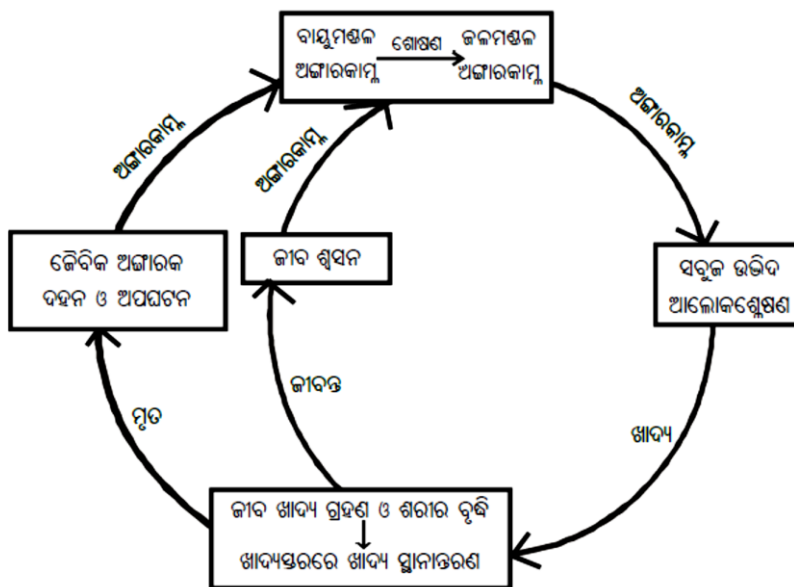 ବାୟୁମଣ୍ଡଳ ଶୋଷଣ ଜଳମଣ୍ଡଳ
ଅଙ୍ଗାରକାମ୍ଳ ଅଙ୍ଗାରକାମ୍ଳ
ଅଙ୍ଗାରକାମ୍ଳ
ଅଙ୍ଗାରକାମ୍ଳ
ଅଙ୍ଗାରକାମ୍ଳ
ଜୈବିକ ଅଙ୍ଗାରକ
ଦହନ ଓ ଅପଘଟନ
ଜୀବ ଶ୍ୱସନ
ସବୁଜ ଉଦ୍ଭିଦ
ଆଲୋକଶ୍ଳେଷଣ
ମୃତ
ଜୀବନ୍ତ
ଖାଦ୍ୟ
ଜୀବ ଖାଦ୍ୟ ଗ୍ରହଣ ଓ ଶରୀର ବୃଦ୍ଧି
ଖାଦ୍ୟସ୍ତରରେ ଖାଦ୍ୟ ସ୍ଥାନାନ୍ତରଣ